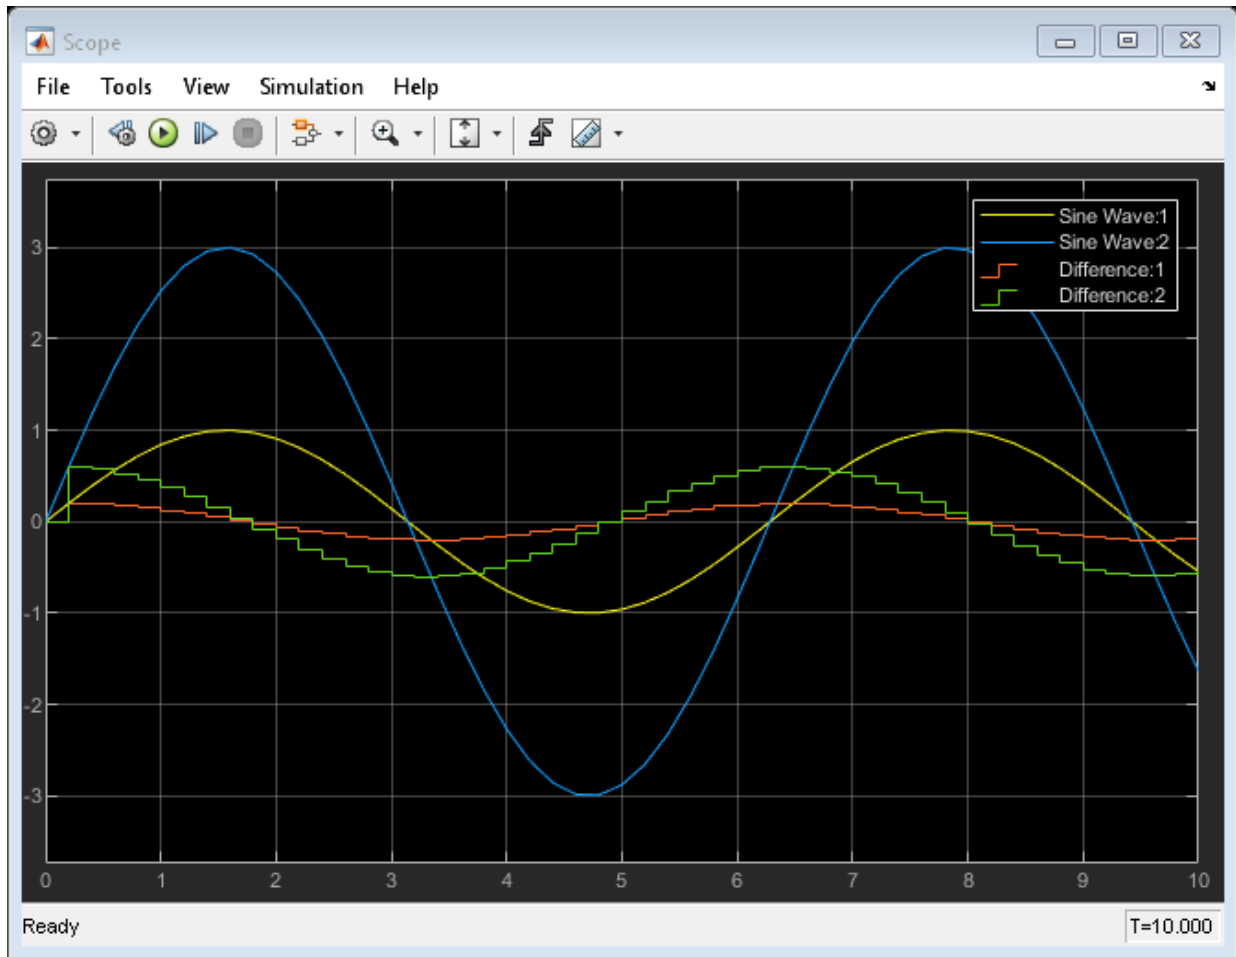 Scope
File Tools View Simulation Help
Sine Wave:1
Sine Wave:2
Difference:1
Difference:2
3
2
1
0
-1
-2
-3
0 1 2 3 4 5 6 7 8 9 10
Ready T=10.000